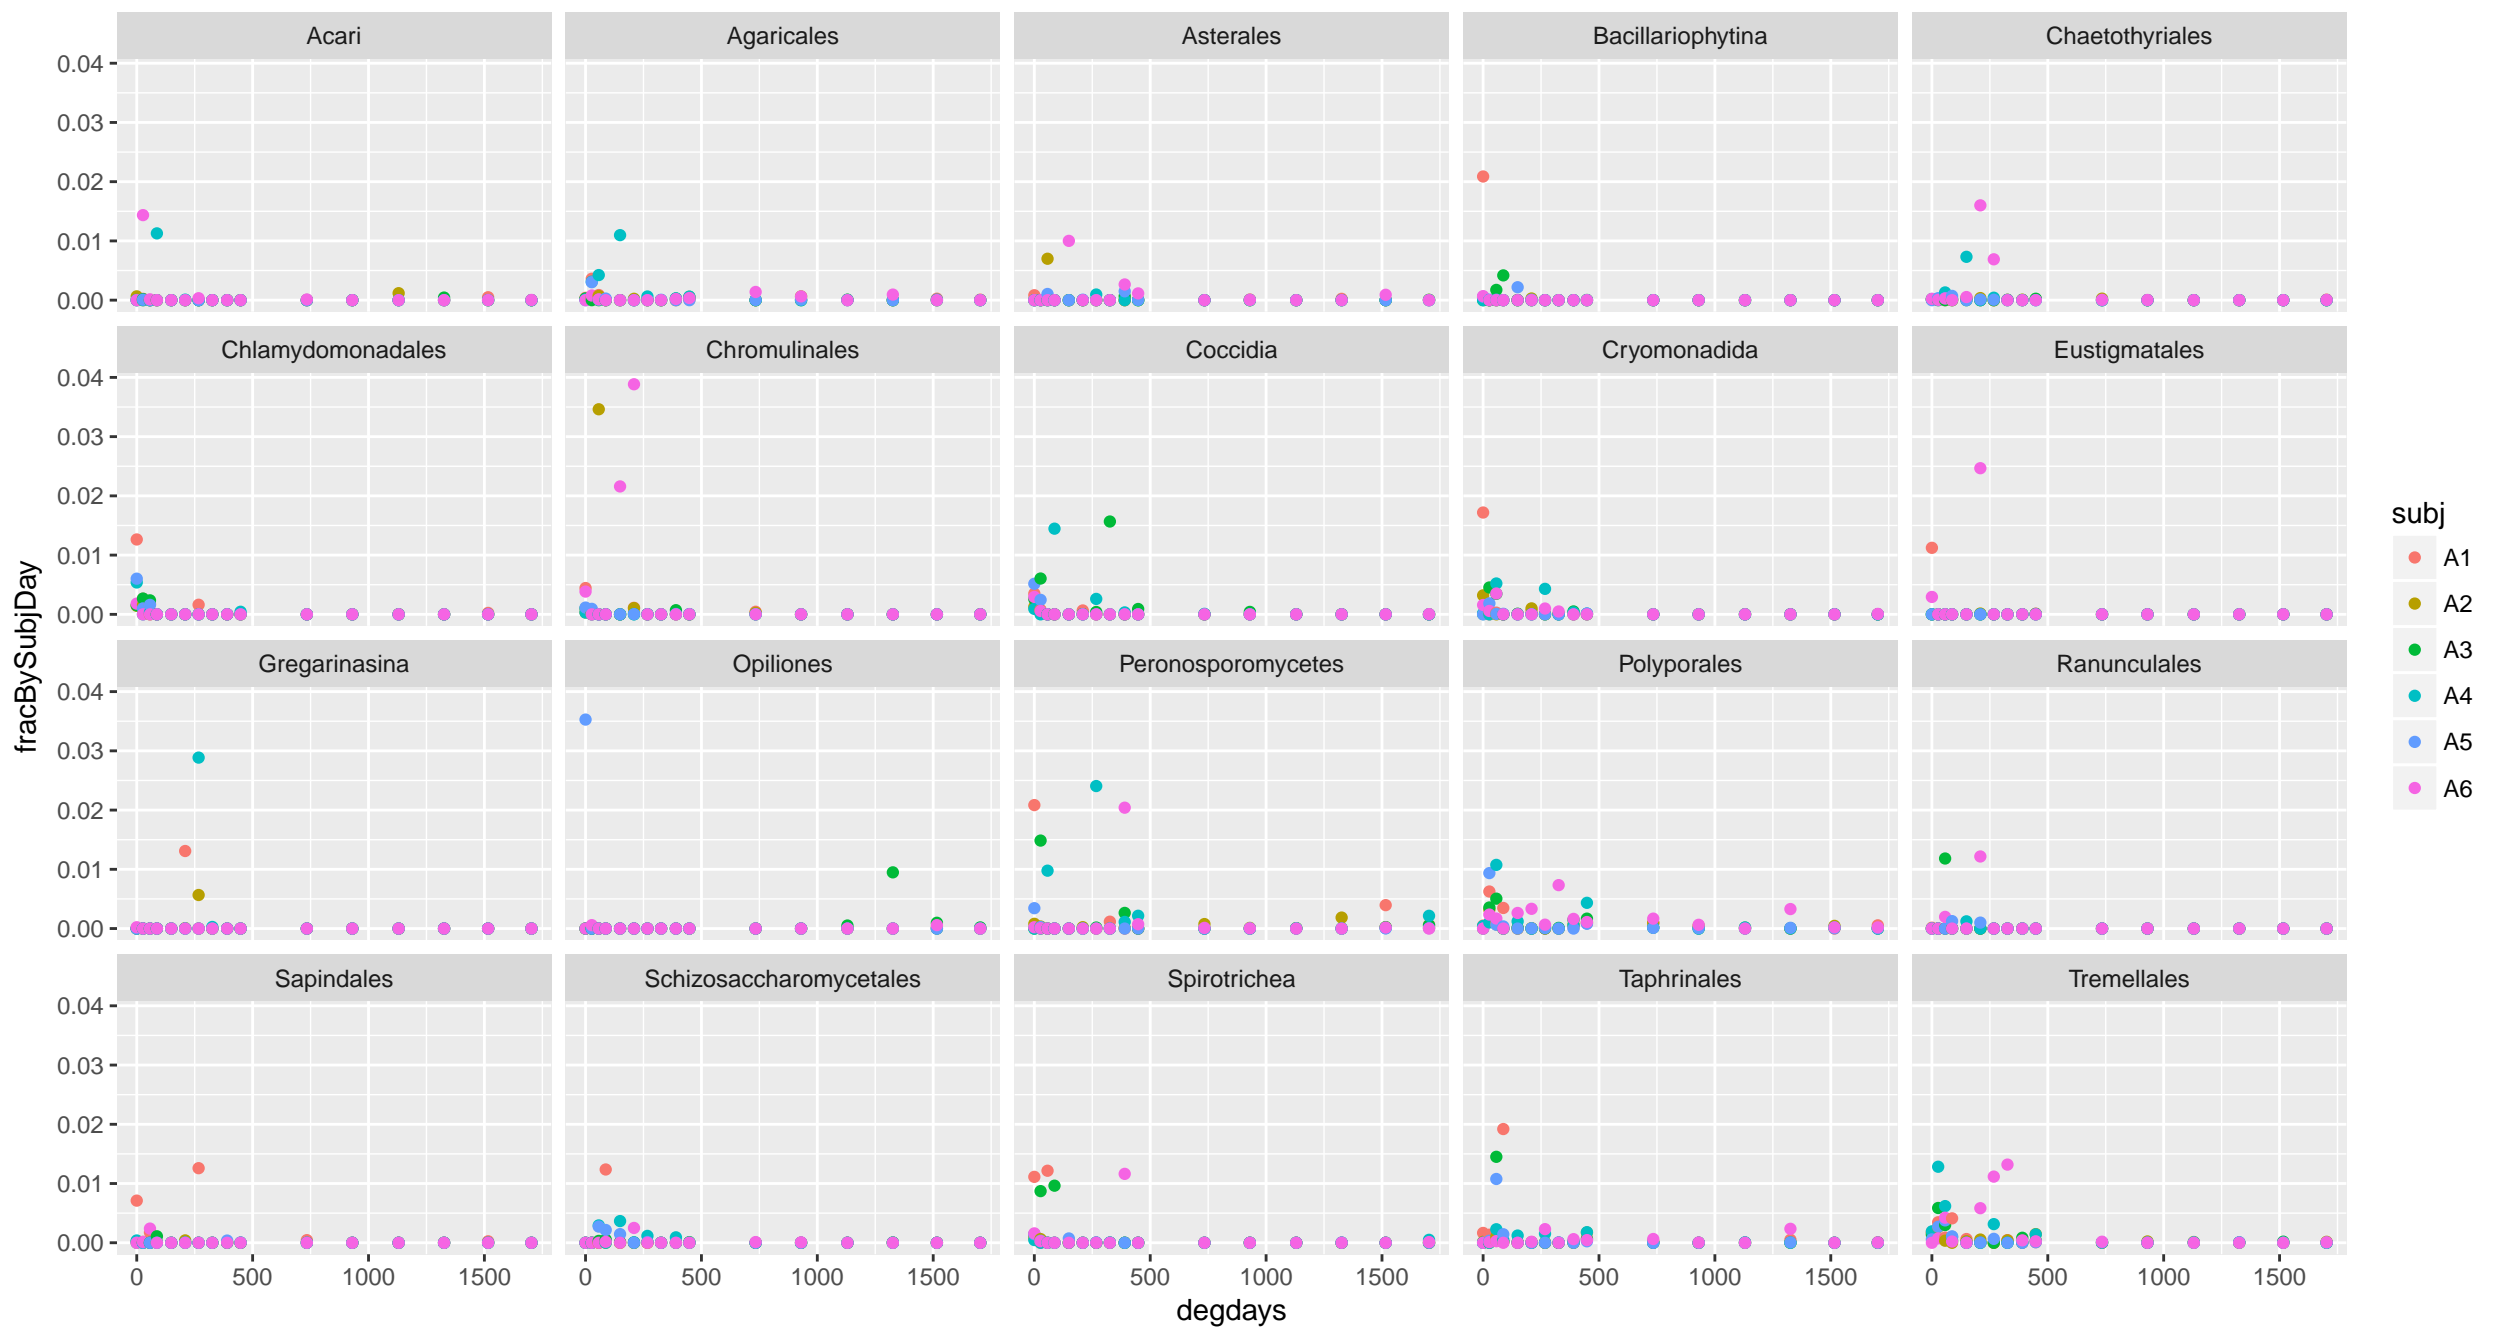 Acari Agaricales Asterales Bacillariophytina Chaetothyriales
0.04
0.03
0.02
0.01
0.00
Chlamydomonadales Chromulinales Coccidia Cryomonadida Eustigmatales
0.04
0.03
0.02
0.01
0.00
Gregarinasina Opiliones Peronosporomycetes Polyporales Ranunculales
0.04
0.03
0.02
0.01
0.00
Sapindales Schizosaccharomycetales Spirotrichea Taphrinales Tremellales
0.04
0.03
0.02
0.01
0.00
0 500 1000 1500 0 500 1000 1500 0 500 1000 1500 0 500 1000 1500 0 500 1000 1500
degdays
fracBySubjDay
subj
A1
A2
A3
A4
A5
A6